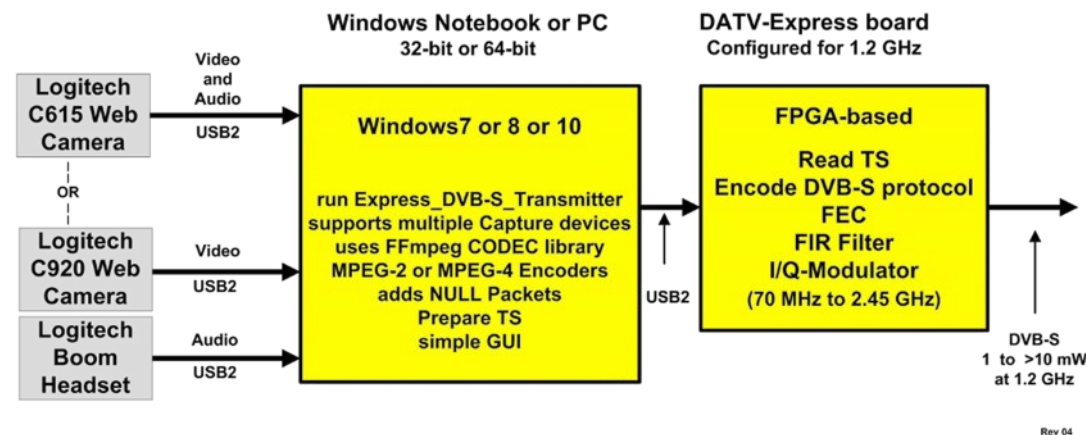 Windows Notebook or PC
32-bit or 64-bit
DATV-Express board
Configured for 1.2 GHz
Logitech
C615 Web
Camera
Video
and
Audio
USB2
OR
Logitech
C920 Web
Camera
Video
USB2
Logitech
Boom
Headset
Audio
USB2
Windows7 or 8 or 10
run Express_DVB-S_Transmitter
supports multiple Capture devices
uses FFmpeg CODEC library
MPEG-2 or MPEG-4 Encoders
adds NULL Packets
Prepare TS
simple GUI
USB2
FPGA-based
Read TS
Encode DVB-S protocol
FEC
FIR Filter
I/Q-Modulator
(70 MHz to 2.45 GHz)
DVB-S
1 to >10 mW
at 1.2 GHz
Rev 04